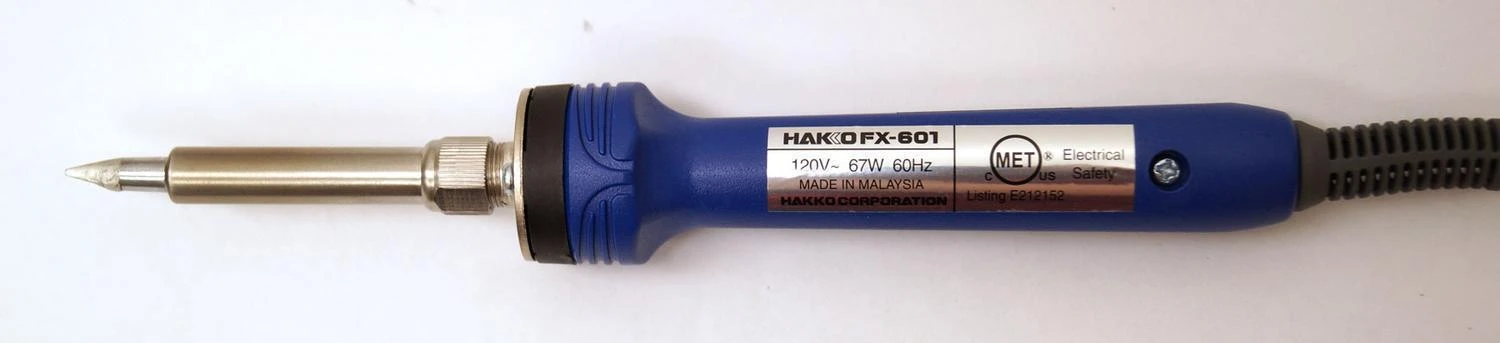 HAKKO FX-601
120V~ 67W 60Hz
MADE IN MALAYSIA
HAKKO CORPORATION
MET ®
C US
Electrical
Safety
Listing E212152